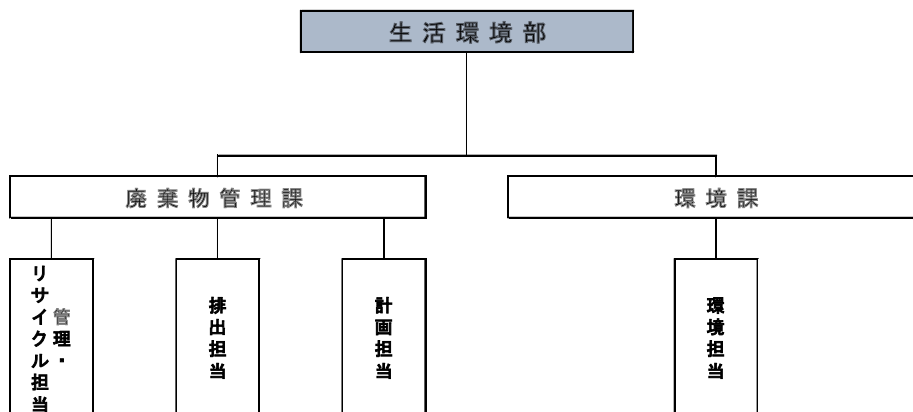 生活環境部
廃棄物管理課
環境課
管理・
リサイクル担当
排出担当
計画担当
環境担当